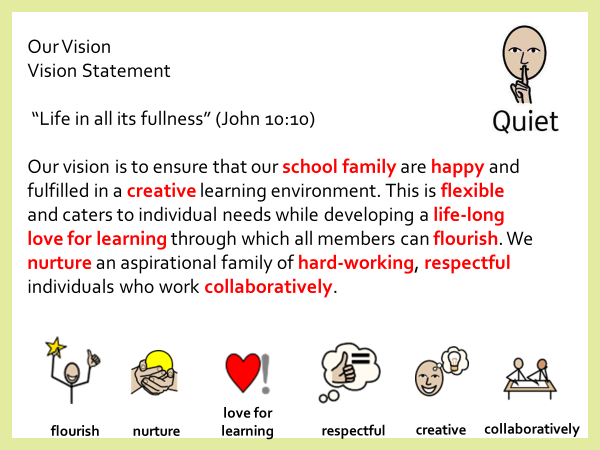 Our Vision
Vision Statement
Quiet
“Life in all its fullness” (John 10:10)
Our vision is to ensure that our school family are happy and
fulfilled in a creative learning environment. This is flexible
and caters to individual needs while developing a life-long
love for learning through which all members can flourish. We
nurture an aspirational family of hard-working, respectful
individuals who work collaboratively.
flourish
nurture
love for
learning
respectful
creative
collaboratively